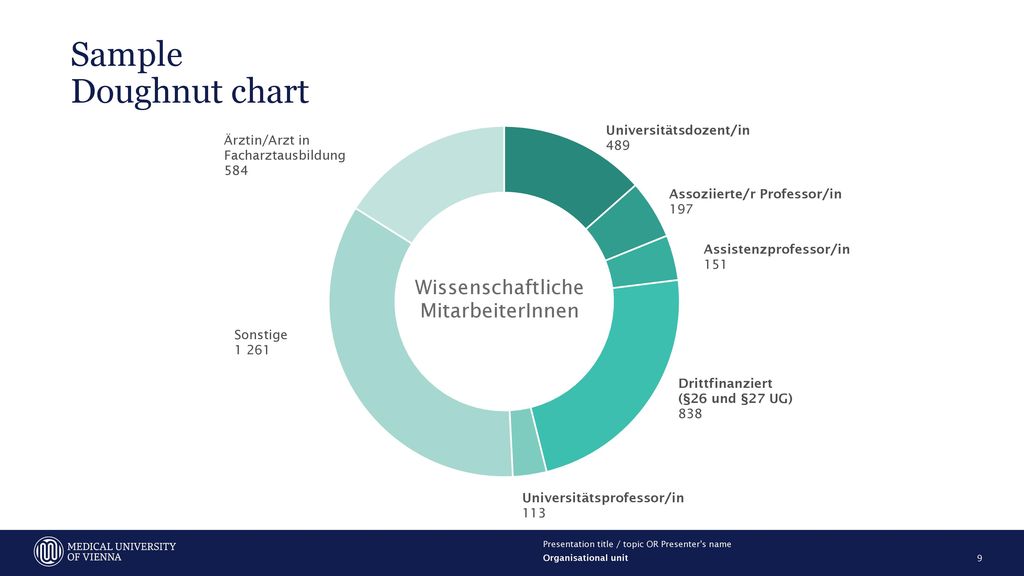 Sample
Doughnut chart
Ärztin/Arzt in
Facharztausbildung
584
Universitätsdozent/in
489
Assoziierte/r Professor/in
197
Assistenzprofessor/in
151
Wissenschaftliche
MitarbeiterInnen
Sonstige
1 261
Drittfinanziert
(§26 und §27 UG)
838
Universitätsprofessor/in
113
MEDICAL UNIVERSITY
OF VIENNA
Presentation title / topic OR Presenter's name
Organisational unit
9